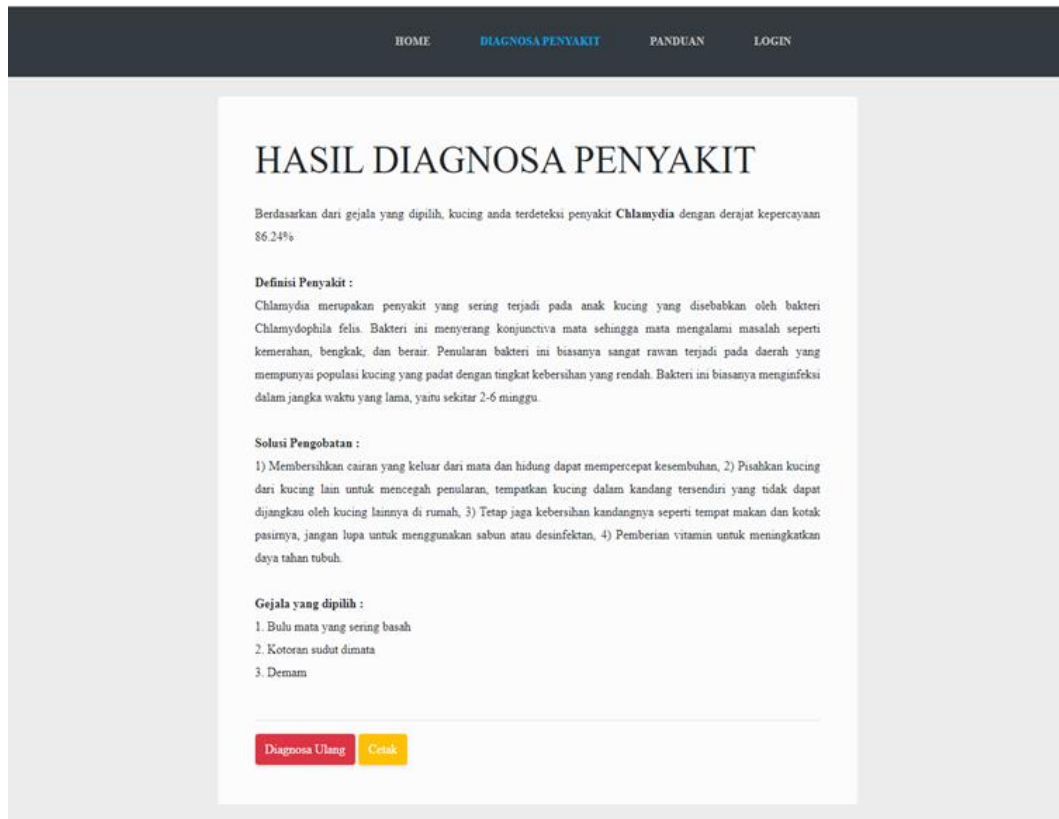 HOME DIAGNOSA PENYAKIT PANDUAN LOGIN
HASIL DIAGNOSA PENYAKIT
Berdasarkan dari gejala yang dipilih, kucing anda terdeteksi penyakit Chlamydia dengan derajat kepercayaan
86.24%
Definisi Penyakit :
Chlamydia merupakan penyakit yang sering terjadi pada anak kucing yang disebabkan oleh bakteri
Chlamydophila felis. Bakteri ini menyerang konjunctiva mata sehingga mata mengalami masalah seperti
kemerahan, bengkak, dan berair. Penularan bakteri ini biasanya sangat rawan terjadi pada daerah yang
mempunyai populasi kucing yang padat dengan tingkat kebersihan yang rendah. Bakteri ini biasanya menginfeksi
dalam jangka waktu yang lama, yaitu sekitar 2-6 minggu.
Solusi Pengobatan :
1) Membersihkan cairan yang keluar dari mata dan hidung dapat mempercepat kesembuhan, 2) Pisahkan kucing
dari kucing lain untuk mencegah penularan, tempatkan kucing dalam kandang tersendiri yang tidak dapat
dijangkau oleh kucing lainnya di rumah, 3) Tetap jaga kebersihan kandangnya seperti tempat makan dan kotak
pasirnya, jangan lupa untuk menggunakan sabun atau desinfektan, 4) Pemberian vitamin untuk meningkatkan
daya tahan tubuh.
Gejala yang dipilih :
1. Bulu mata yang sering basah
2. Kotoran sudut dimata
3. Demam
Diagnosa Ulang Cetak